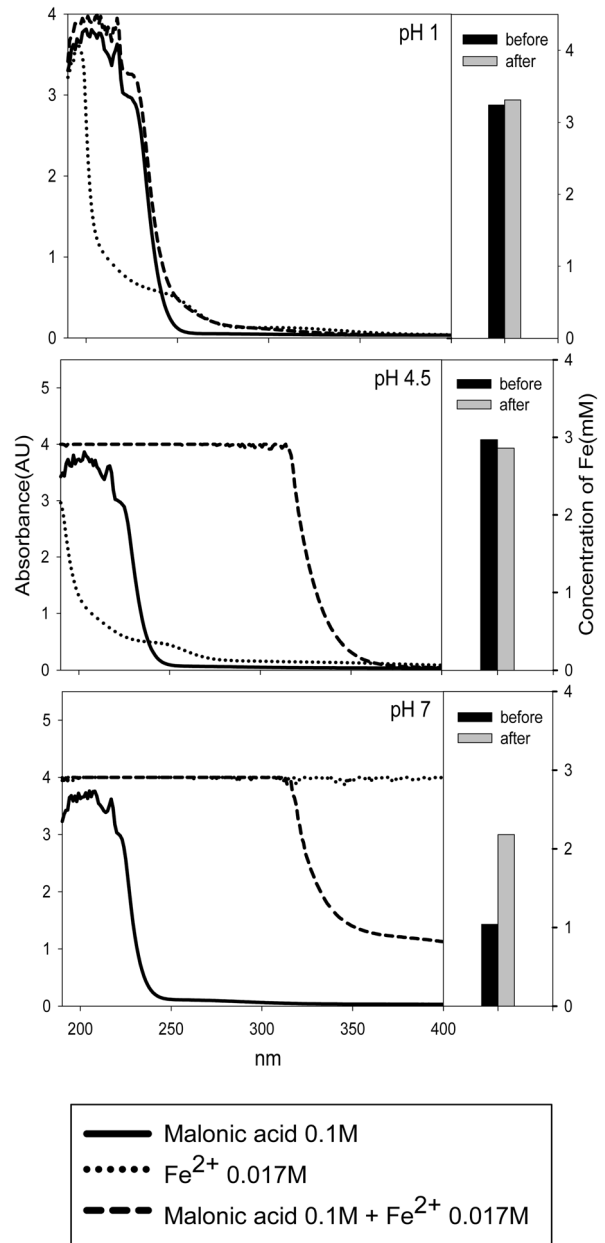 pH 1
before
after
4
3
2
1
0
4
3
2
1
0
pH 4.5
before
after
5
4
3
2
1
0
4
3
2
1
0
Absorbance(AU)
Concentration of Fe(mM)
pH 7
before
after
5
4
3
2
1
0
4
3
2
1
0
200 250 300 350 400
nm
Malonic acid 0.1M
Fe2+ 0.017M
Malonic acid 0.1M + Fe2+ 0.017M